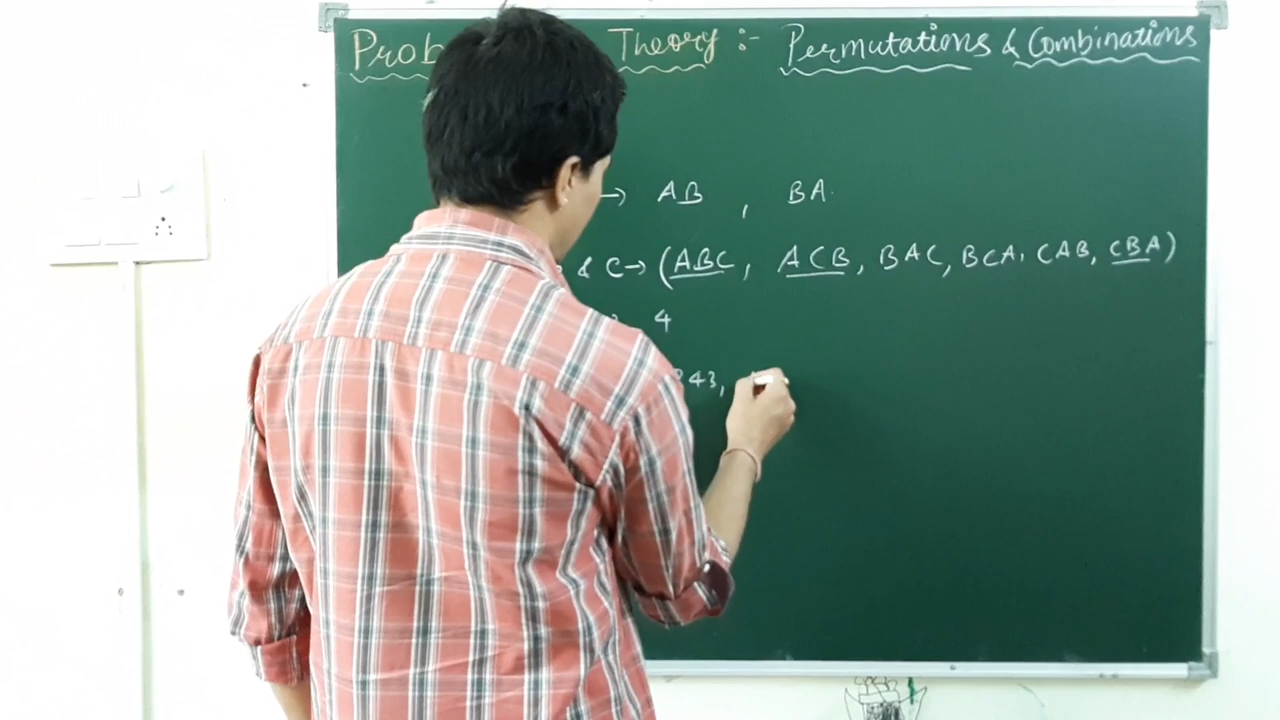 Prob Theory :- Permutations & Combinations
→ AB , BA.
& C → (ABC, ACB, BAC, BCA, CAB, CBA)
4
43,